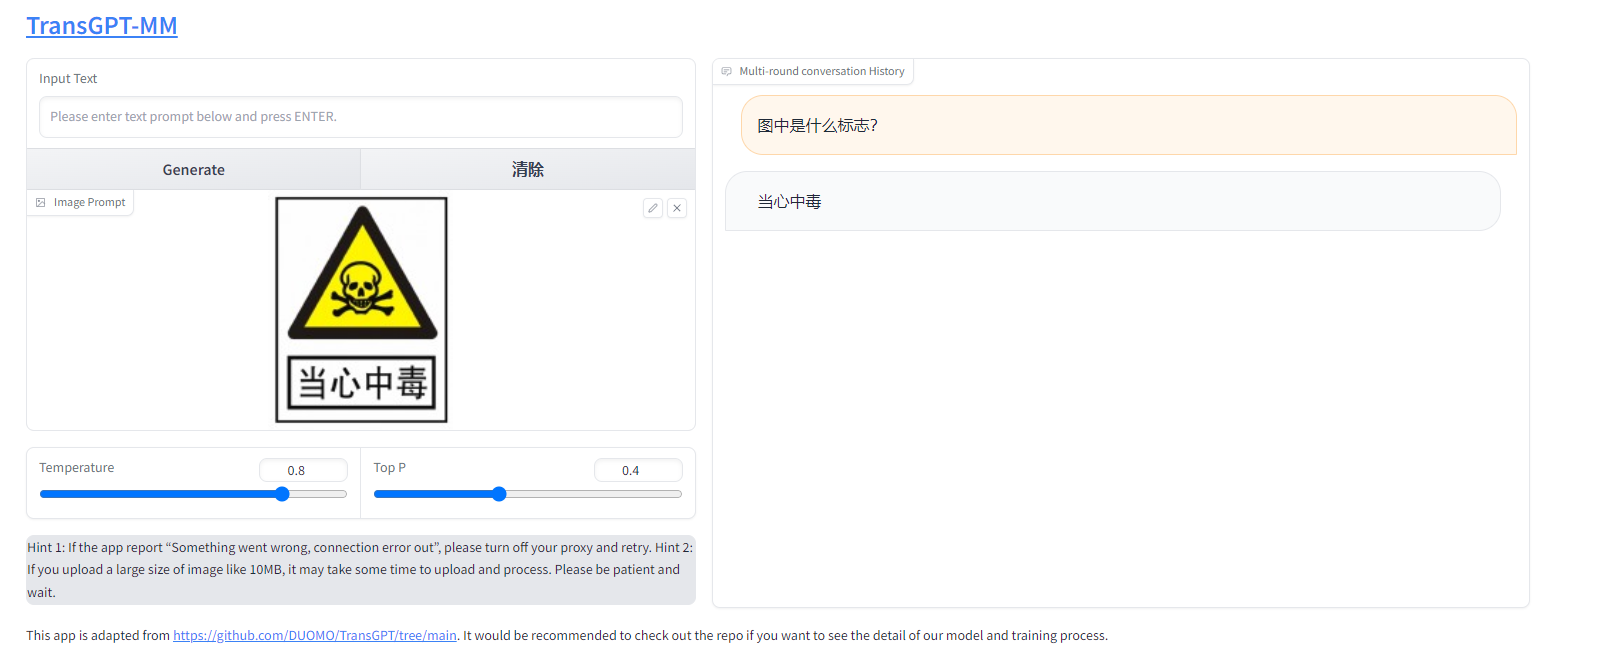 TransGPT-MM
Input Text
Please enter text prompt below and press ENTER.
Generate
清除
Image Prompt
当心中毒
Temperature
0.8
Top P
0.4
Hint 1: If the app report “Something went wrong, connection error out”, please turn off your proxy and retry. Hint 2:
If you upload a large size of image like 10MB, it may take some time to upload and process. Please be patient and
wait.
Multi-round conversation History
图中是什么标志?
当心中毒
This app is adapted from https://github.com/DUOMO/TransGPT/tree/main. It would be recommended to check out the repo if you want to see the detail of our model and training process.